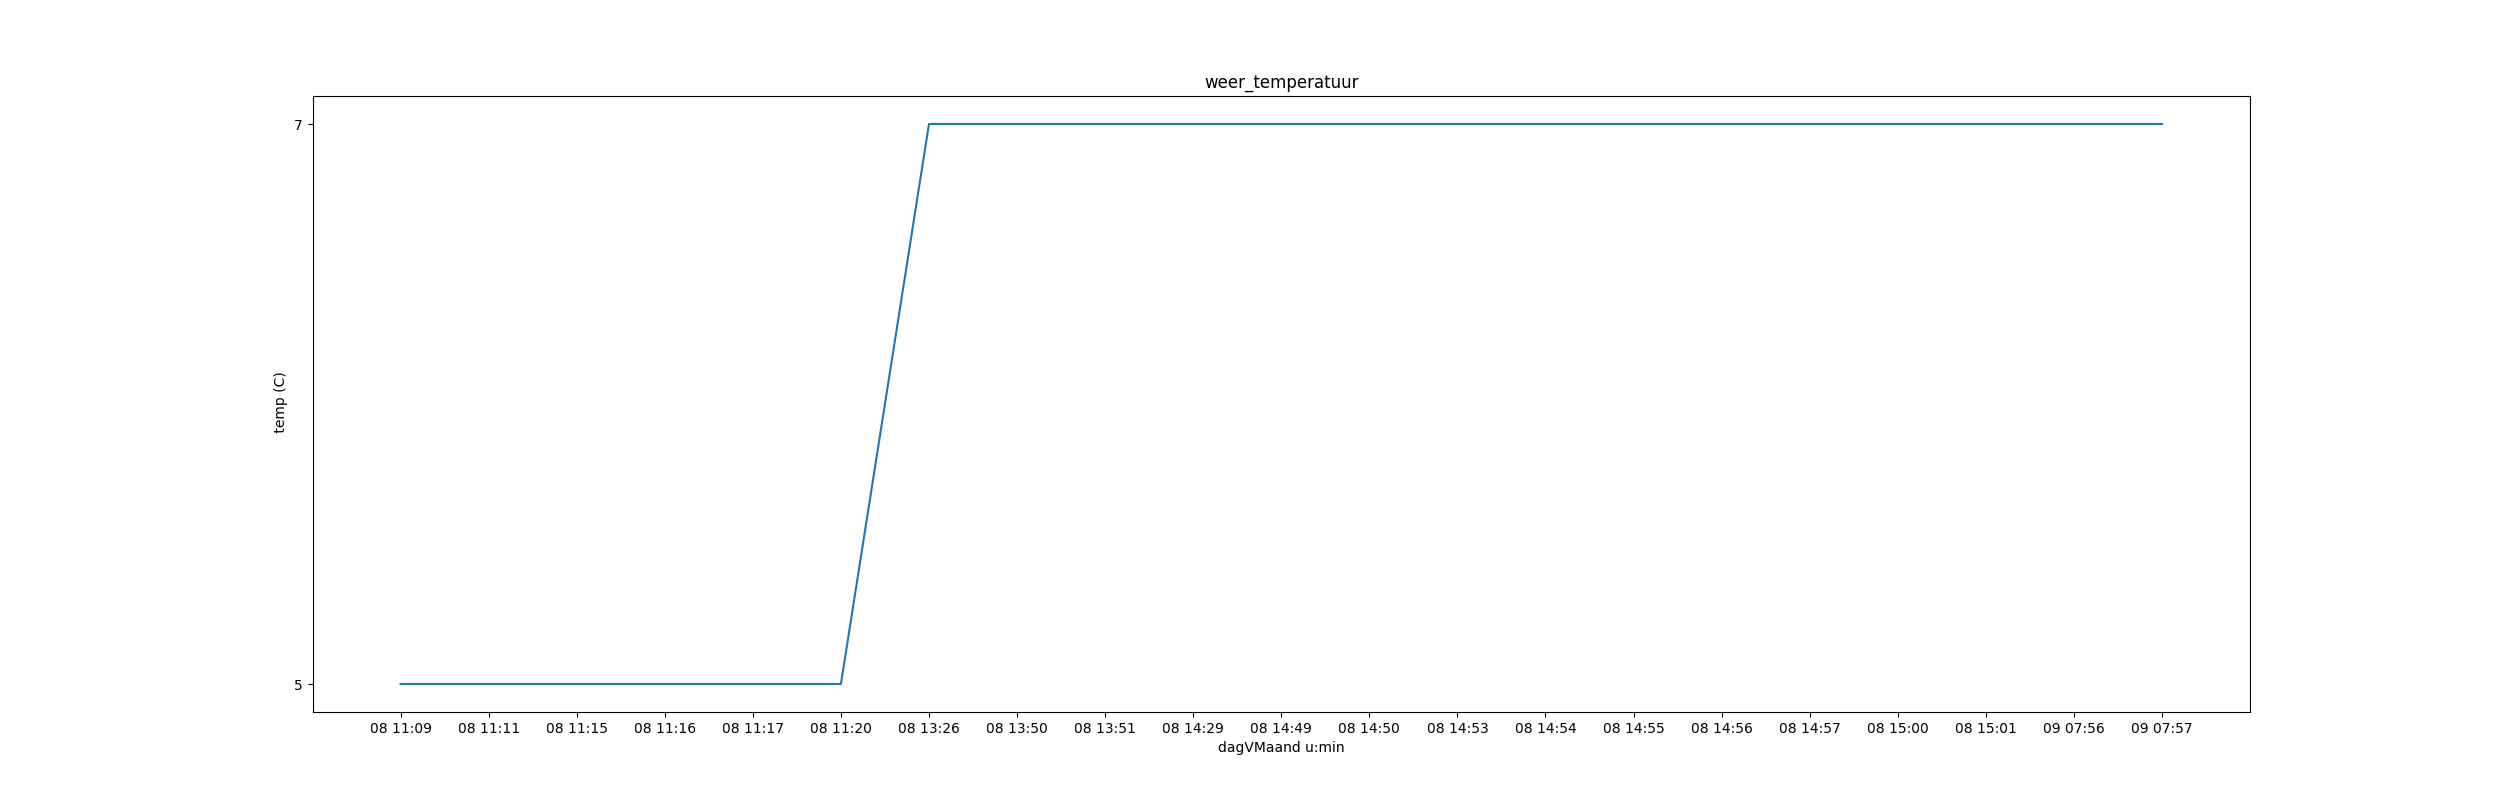 weer_temperatuur
7
temp (C)
5
08 11:09 08 11:11 08 11:15 08 11:16 08 11:17 08 11:20 08 13:26 08 13:50 08 13:51 08 14:29 08 14:49 08 14:50 08 14:53 08 14:54 08 14:55 08 14:56 08 14:57 08 15:00 08 15:01 09 07:56 09 07:57
dagVMaand u:min